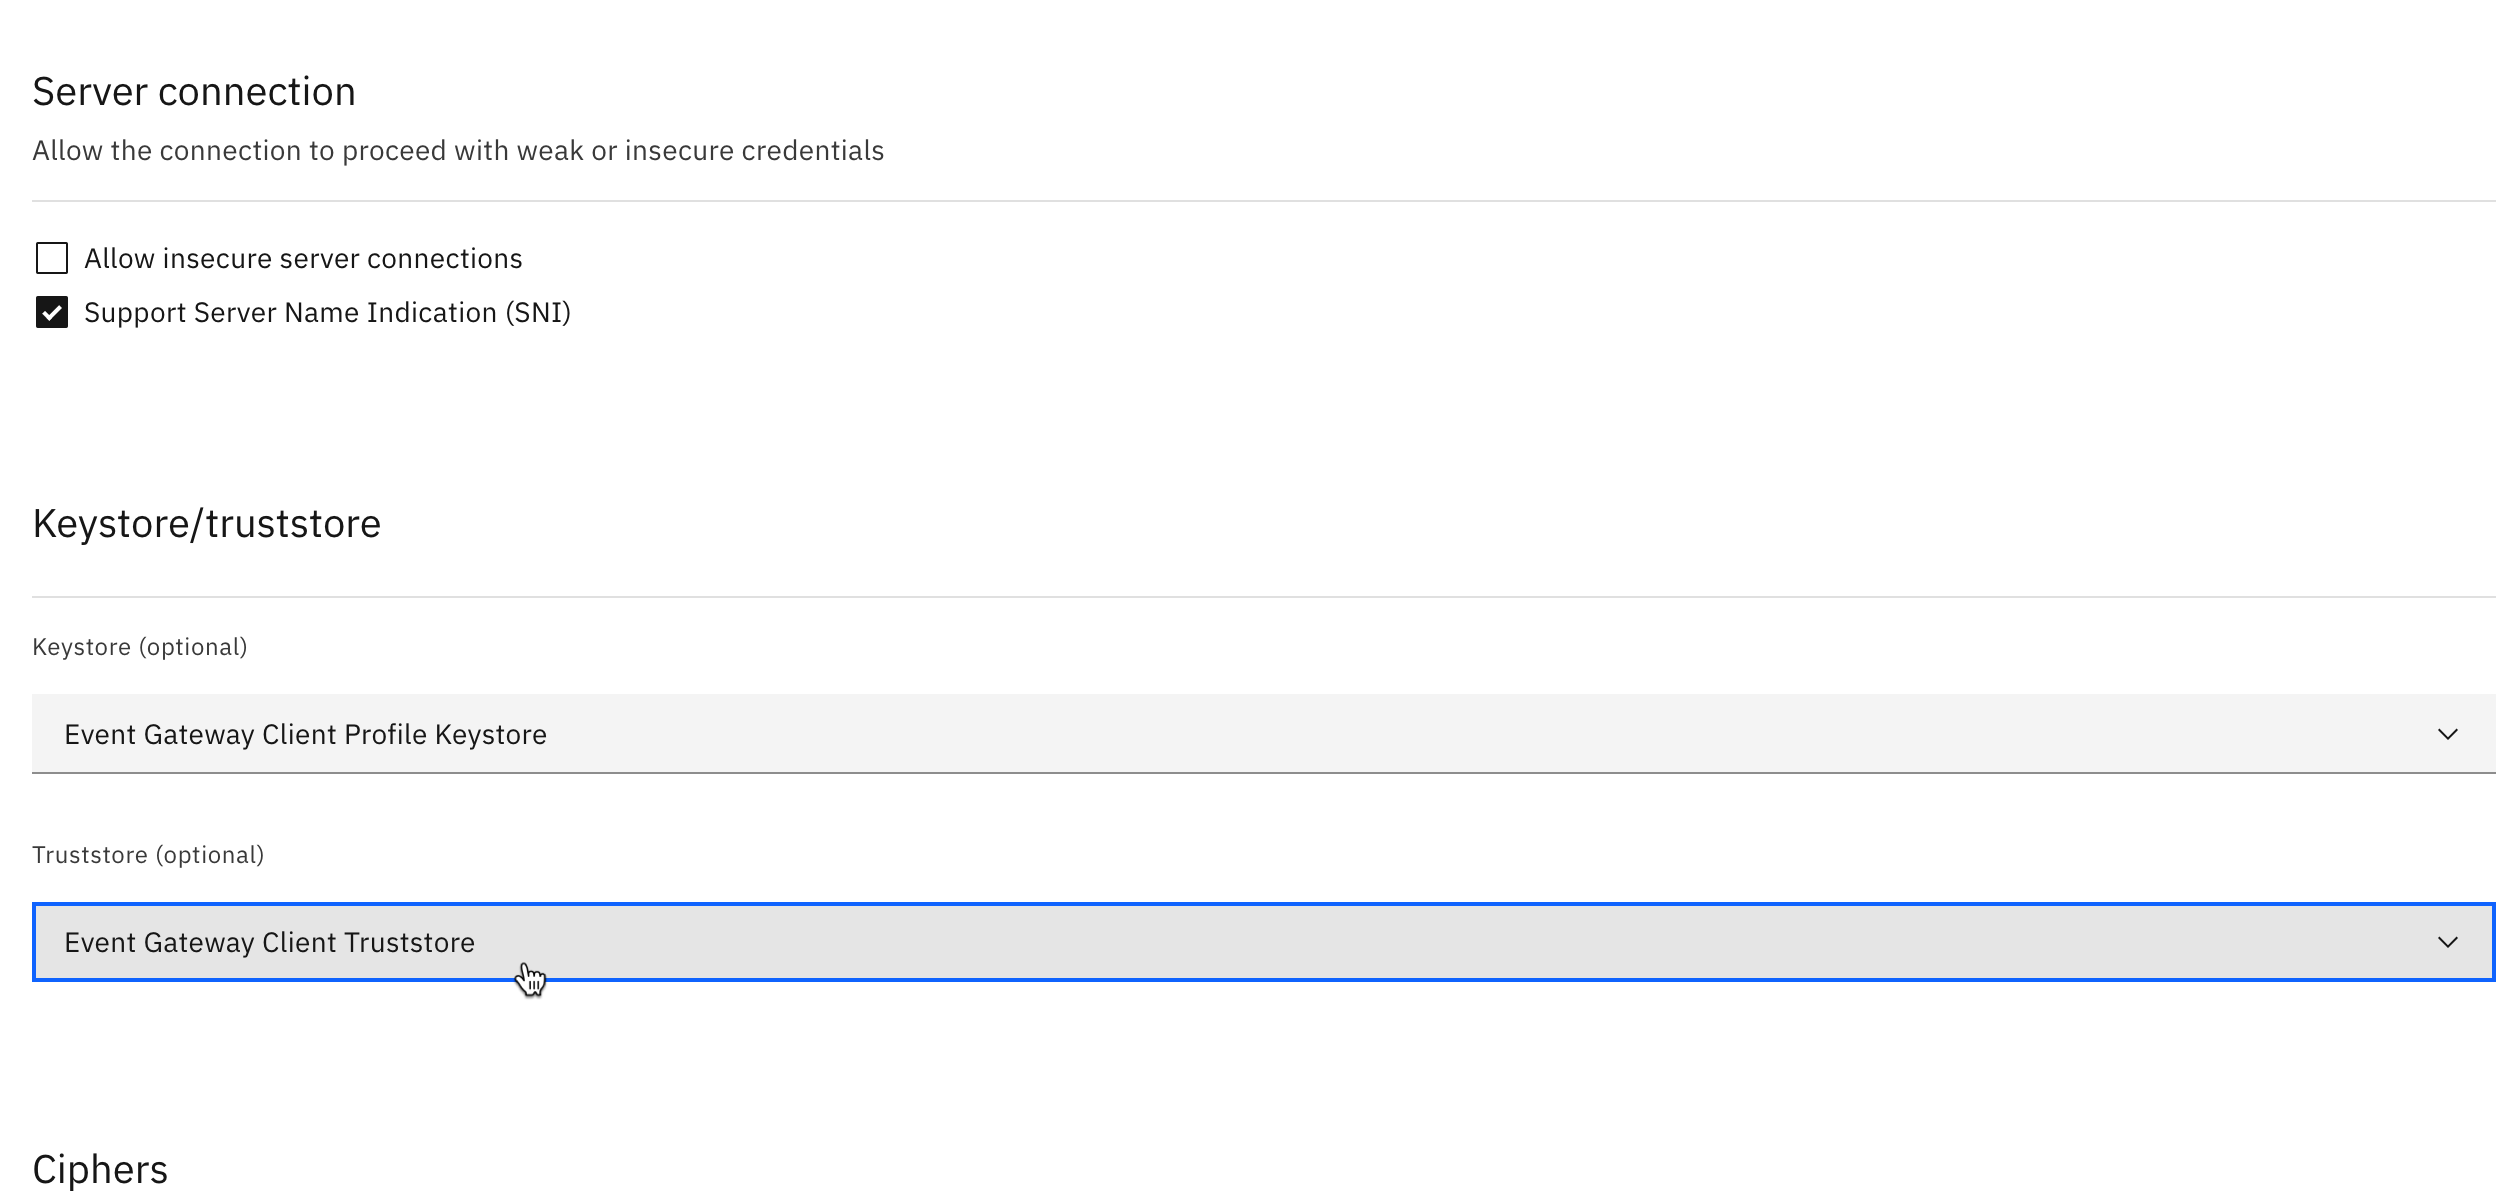 Server connection
Allow the connection to proceed with weak or insecure credentials
Allow insecure server connections
Support Server Name Indication (SNI)
Keystore/truststore
Keystore (optional)
Event Gateway Client Profile Keystore
Truststore (optional)
Event Gateway Client Truststore
Ciphers